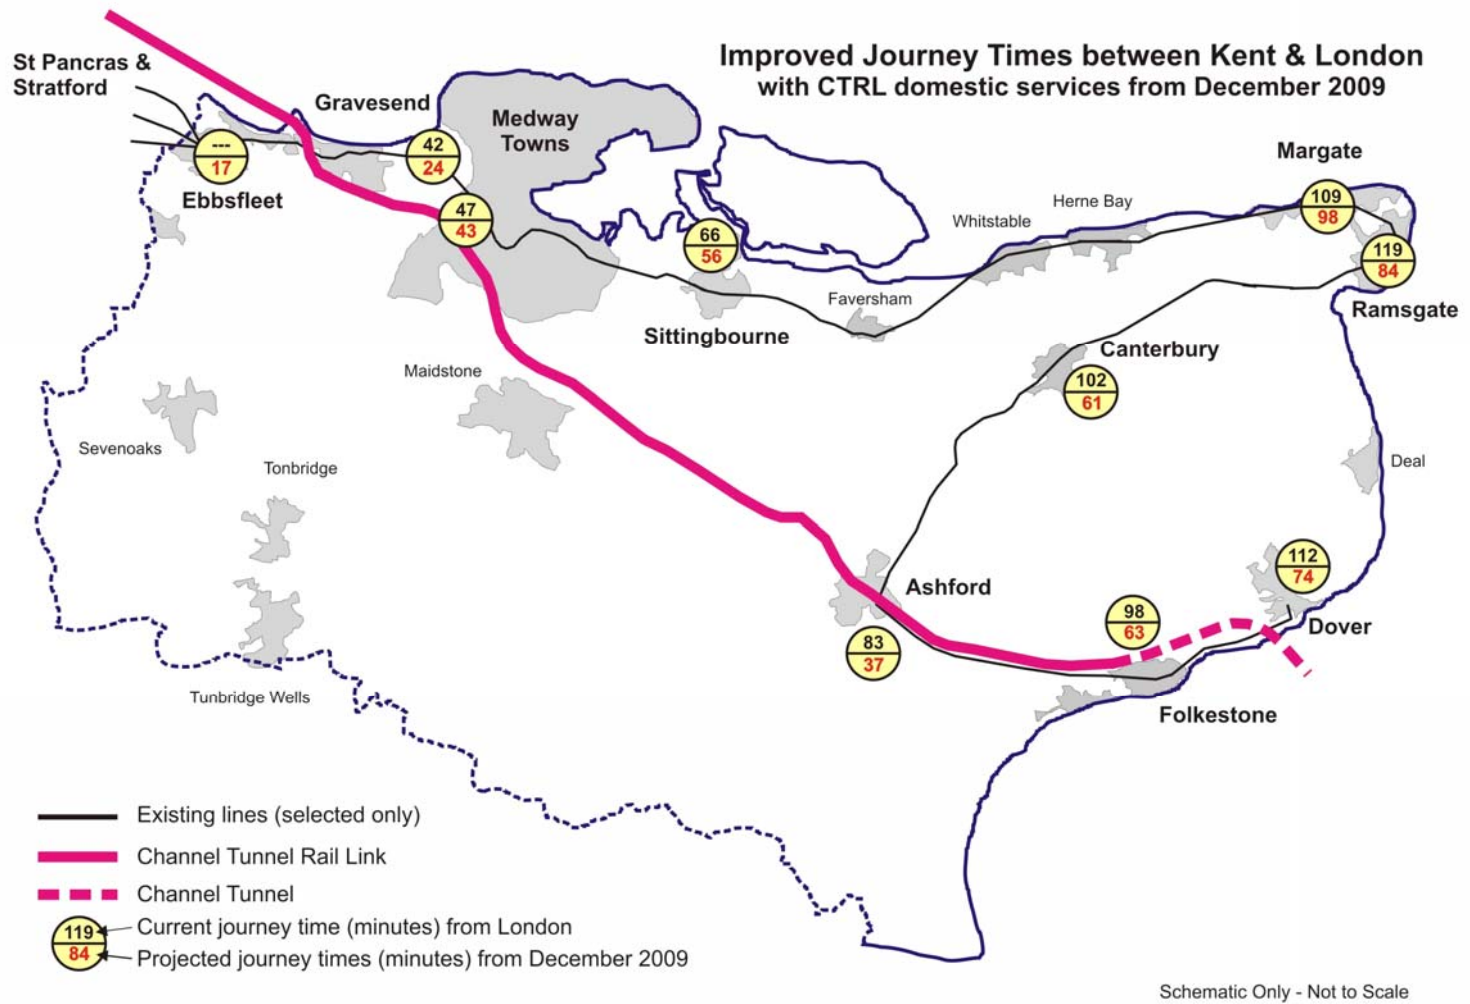 Improved Journey Times between Kent & London
with CTRL domestic services from December 2009
St Pancras &
Stratford
Gravesend
Medway
Towns
---
17
Ebbsfleet
42
24
47
43
66
56
Sittingbourne
Faversham
Whitstable
Herne Bay
Margate
109
98
119
84
Ramsgate
Canterbury
102
61
Maidstone
Sevenoaks
Tonbridge
Tunbridge Wells
Deal
Ashford
83
37
98
63
Folkestone
112
74
Dover
Existing lines (selected only)
Channel Tunnel Rail Link
Channel Tunnel
119
Current journey time (minutes) from London
84
Projected journey times (minutes) from December 2009
Schematic Only - Not to Scale